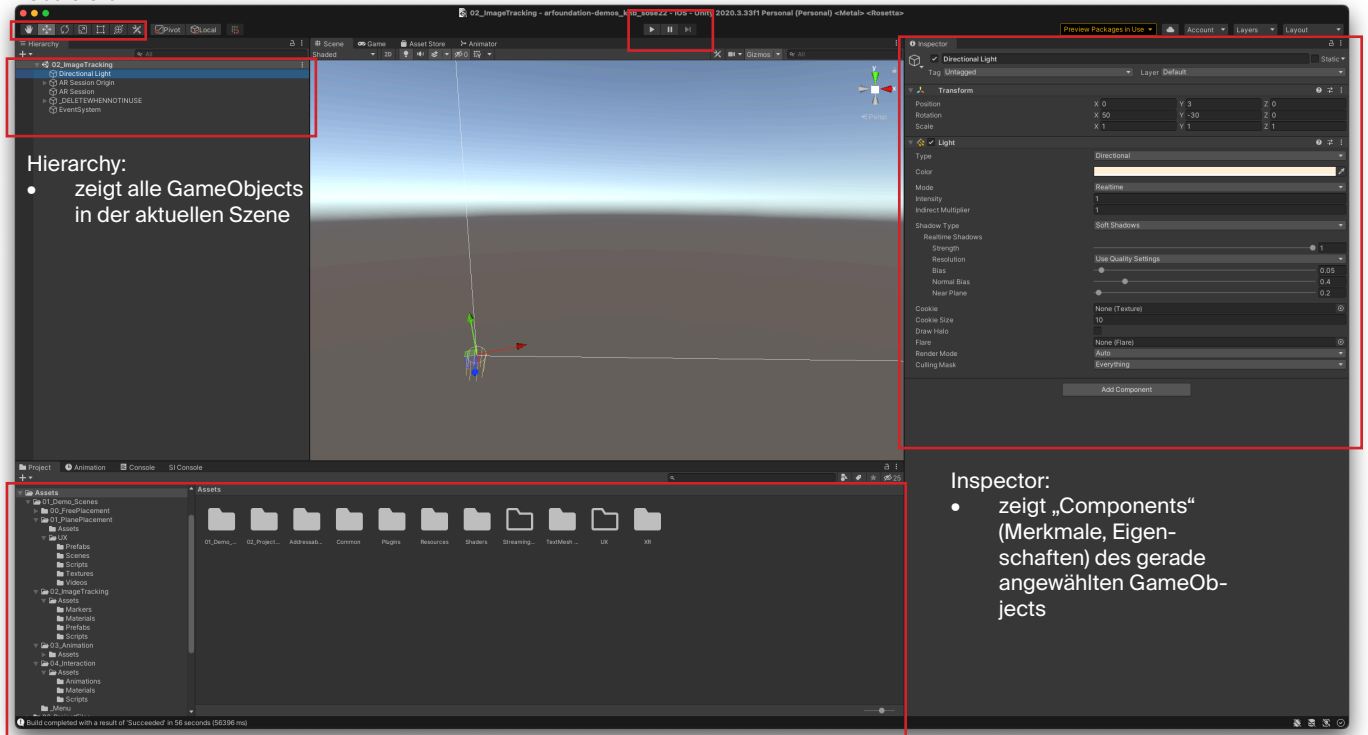 02_ImageTracking - arfoundation-demos_khb_sose22 - iOS - Unity 2020.3.33f1 Personal (Personal) <Metal> <Rosetta>
Pivot Local
Preview Packages in Use Account Layers Layout
Hierarchy
All
02_ImageTracking
Directional Light
AR Session Origin
AR Session
_DELETEWHENNOTINUSE
EventSystem
Hierarchy:
• zeigt alle GameObjects
in der aktuellen Szene
Scene Game Asset Store Animator
Shaded 2D 0 Gizmos All
y
x
Persp
Inspector
Directional Light Static
Tag Untagged Layer Default
Transform
Position X 0 Y 3 Z 0
Rotation X 50 Y -30 Z 0
Scale X 1 Y 1 Z 1
Light
Type Directional
Color
Mode Realtime
Intensity 1
Indirect Multiplier 1
Shadow Type Soft Shadows
Realtime Shadows
Strength 1
Resolution Use Quality Settings
Bias 0.05
Normal Bias 0.4
Near Plane 0.2
Cookie None (Texture)
Cookie Size 10
Draw Halo
Flare None (Flare)
Render Mode Auto
Culling Mask Everything
Add Component
Inspector:
• zeigt „Components“
(Merkmale, Eigen-
schaften) des gerade
angewählten GameOb-
jects
Project Animation Console SI Console
25
Assets
01_Demo_Scenes
00_FreePlacement
01_PlanePlacement
Assets
UX
Prefabs
Scenes
Scripts
Textures
Videos
02_ImageTracking
Assets
Markers
Materials
Prefabs
Scripts
03_Animation
Assets
04_Interaction
Assets
Animations
Materials
Scripts
_Menu
Assets
01_Demo_... 02_Project... Addressab... Common Plugins Resources Shaders Streaming... TextMesh ... UX XR
Build completed with a result of 'Succeeded' in 56 seconds (56396 ms)